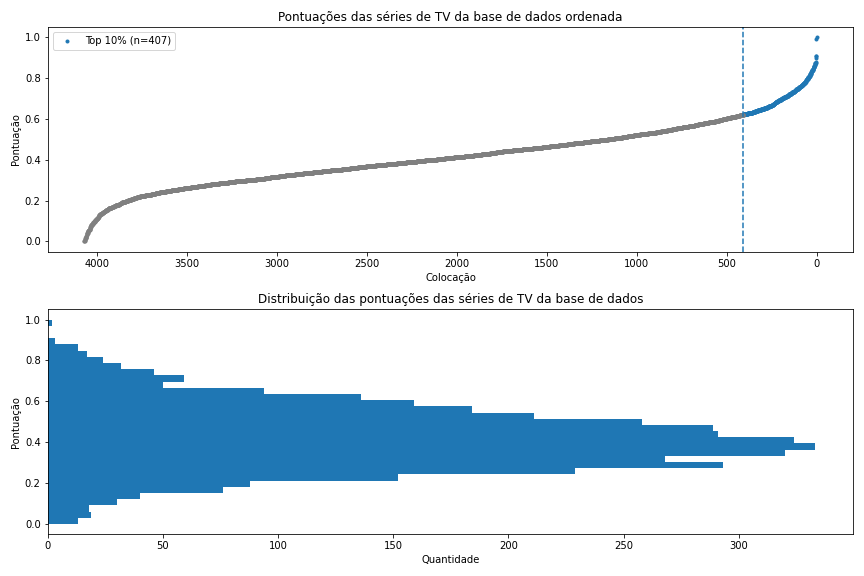 Pontuações das séries de TV da base de dados ordenada
Top 10% (n=407)
1.0
0.8
0.6
0.4
0.2
0.0
Pontuação
4000 3500 3000 2500 2000 1500 1000 500 0
Colocação
Distribuição das pontuações das séries de TV da base de dados
1.0
0.8
0.6
0.4
0.2
0.0
Pontuação
0 50 100 150 200 250 300
Quantidade